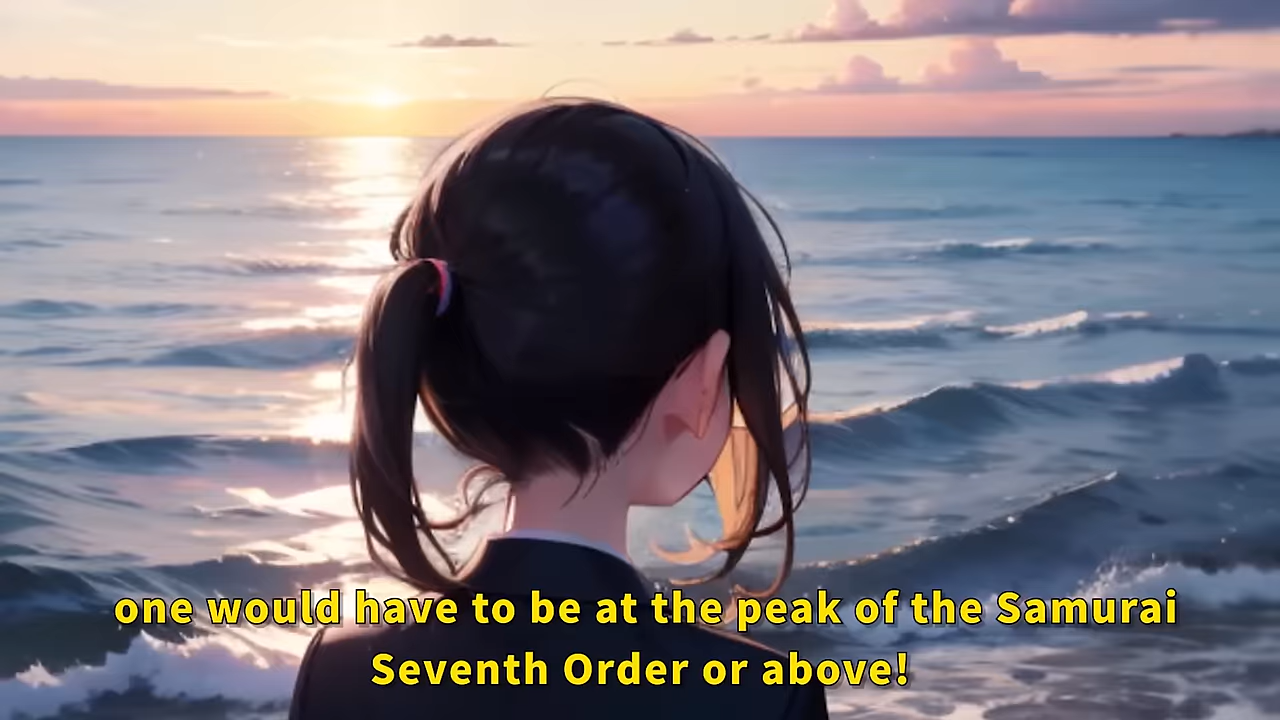 one would have to be at the peak of the Samurai
Seventh Order or above!